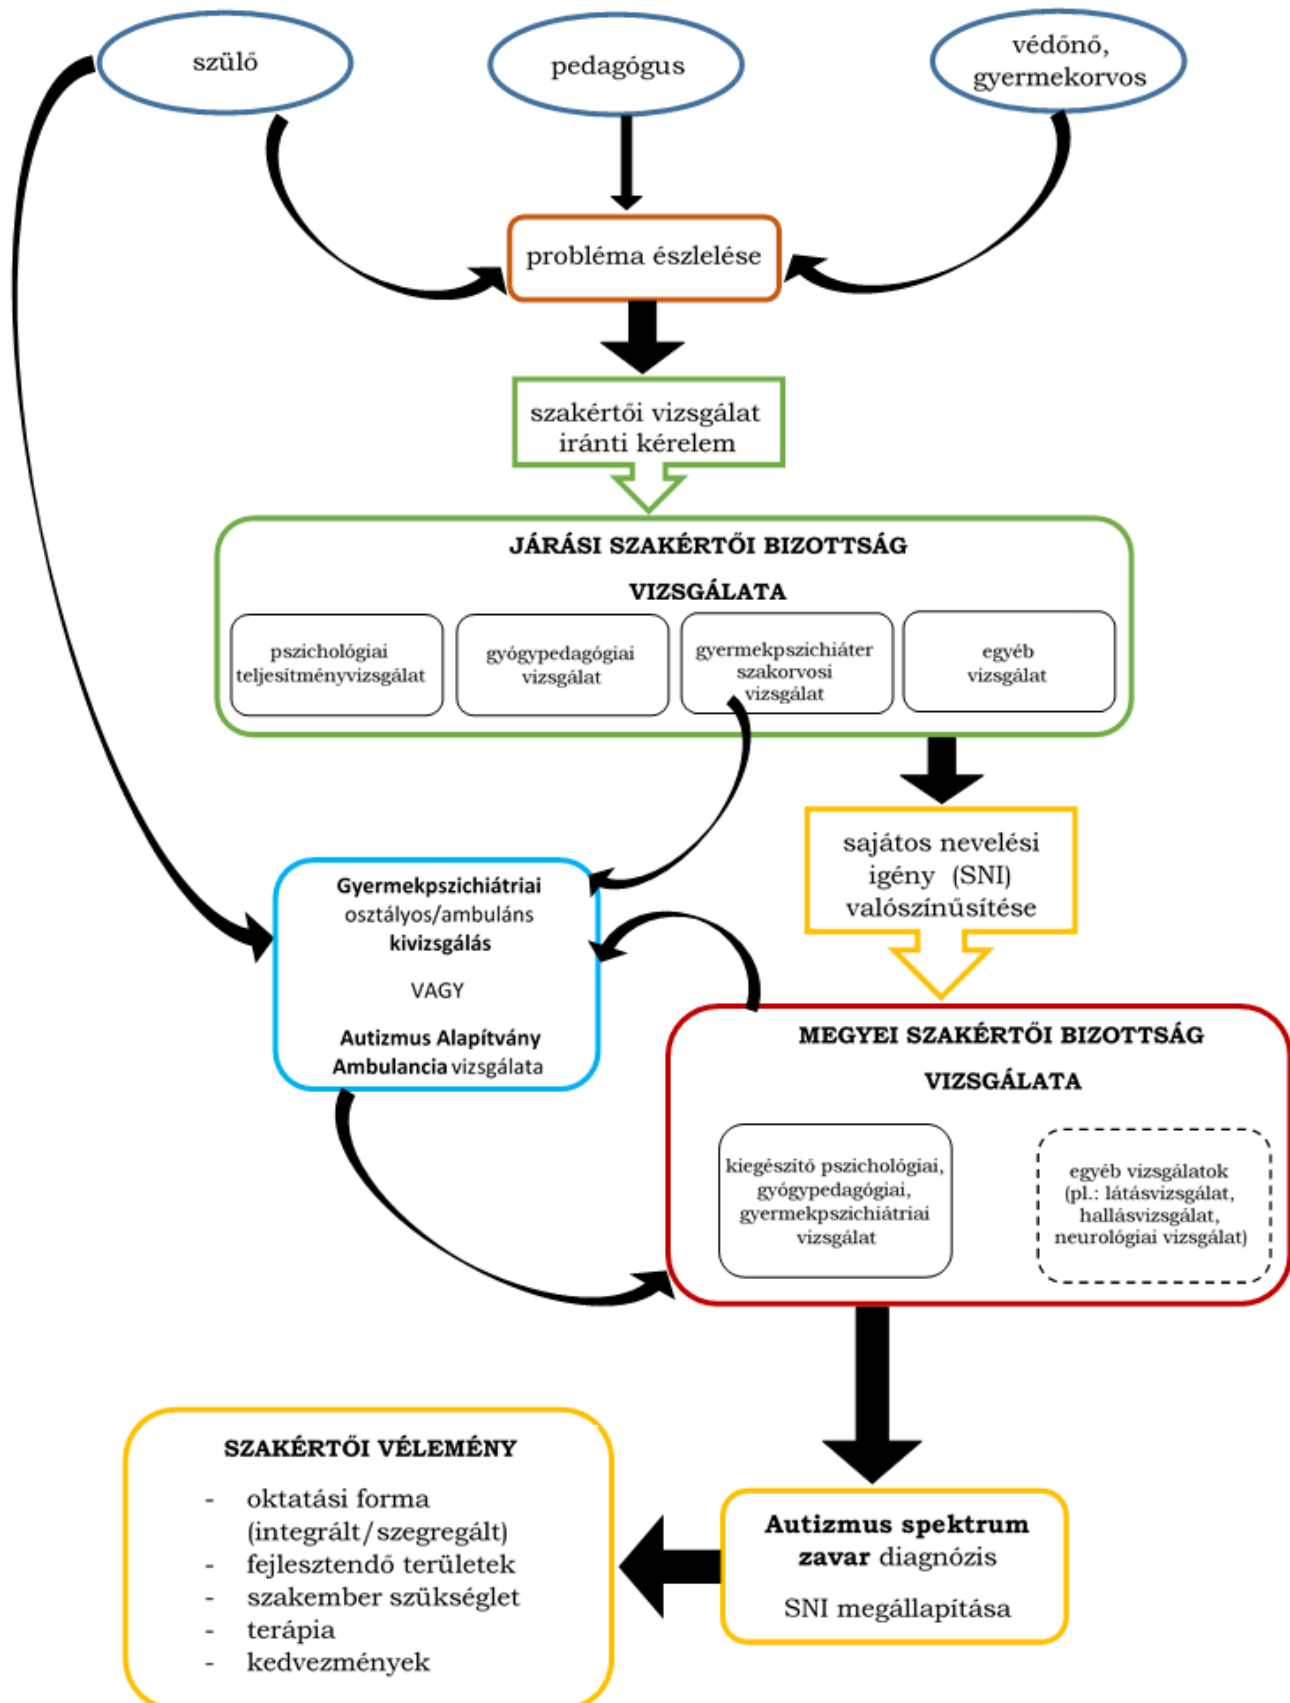 szülő
pedagógus
védőnő,
gyermekorvos
probléma észlelése
szakértői vizsgálat
iránti kérelem
JÁRÁSI SZAKÉRTŐI BIZOTTSÁG
VIZSGÁLATA
pszichológiai
teljesítményvizsgálat
gyógypedagógiai
vizsgálat
gyermekpszichiáter
szakorvosi
vizsgálat
egyéb
vizsgálat
sajátos nevelési
igény (SNI)
valószínűsítése
Gyermekpszichiátriai
osztályos/ambuláns
kivizsgálás
VAGY
Autizmus Alapítvány
Ambulancia vizsgálata
MEGYEI SZAKÉRTŐI BIZOTTSÁG
VIZSGÁLATA
kiegészítő pszichológiai,
gyógypedagógiai,
gyermekpszichiátriai
vizsgálat
egyéb vizsgálatok
(pl.: látásvizsgálat,
hallásvizsgálat,
neurológiai vizsgálat)
Autizmus spektrum
zavar diagnózis
SNI megállapítása
SZAKÉRTŐI VÉLEMÉNY
- oktatási forma
(integrált/szegregált)
- fejlesztendő területek
- szakember szükséglet
- terápia
- kedvezmények